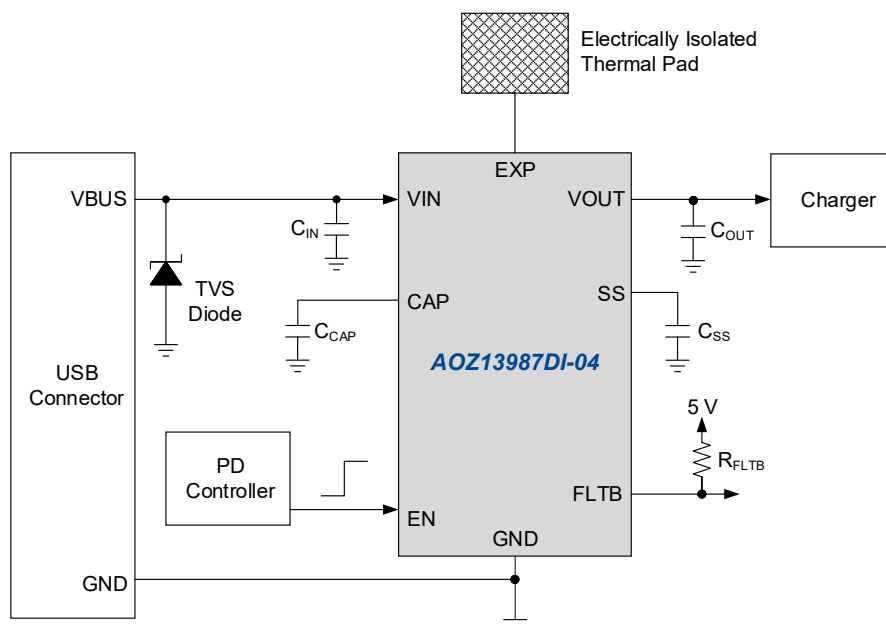 Electrically Isolated
Thermal Pad
EXP
VBUS
VIN
VOUT
Charger
CIN
COUT
TVS
Diode
CAP
SS
CCAP
CSS
AOZ13987DI-04
USB
Connector
5 V
PD
Controller
RFLTB
FLTB
EN
GND
GND